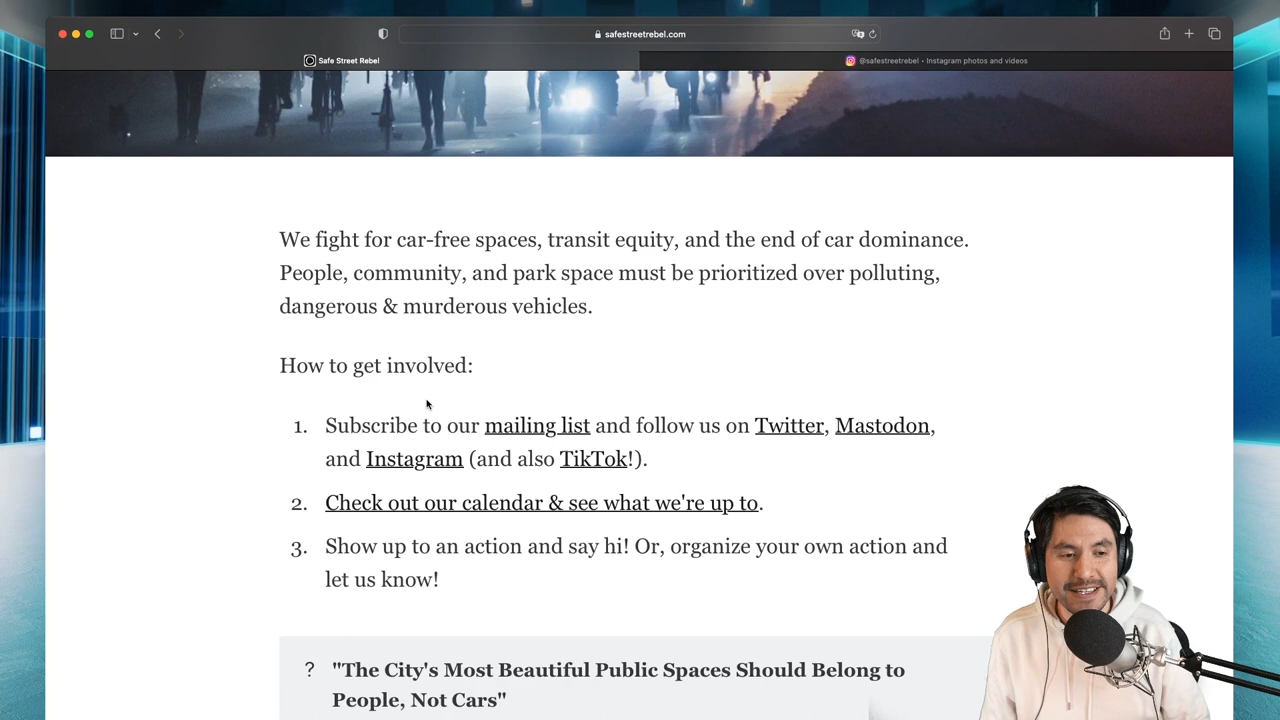 safestreetrebel.com
Safe Street Rebel
@safestreetrebel • Instagram photos and videos
We fight for car-free spaces, transit equity, and the end of car dominance.
People, community, and park space must be prioritized over polluting,
dangerous & murderous vehicles.
How to get involved:
1. Subscribe to our mailing list and follow us on Twitter, Mastodon,
and Instagram (and also TikTok!).
2. Check out our calendar & see what we're up to.
3. Show up to an action and say hi! Or, organize your own action and
let us know!
? "The City's Most Beautiful Public Spaces Should Belong to
People, Not Cars"